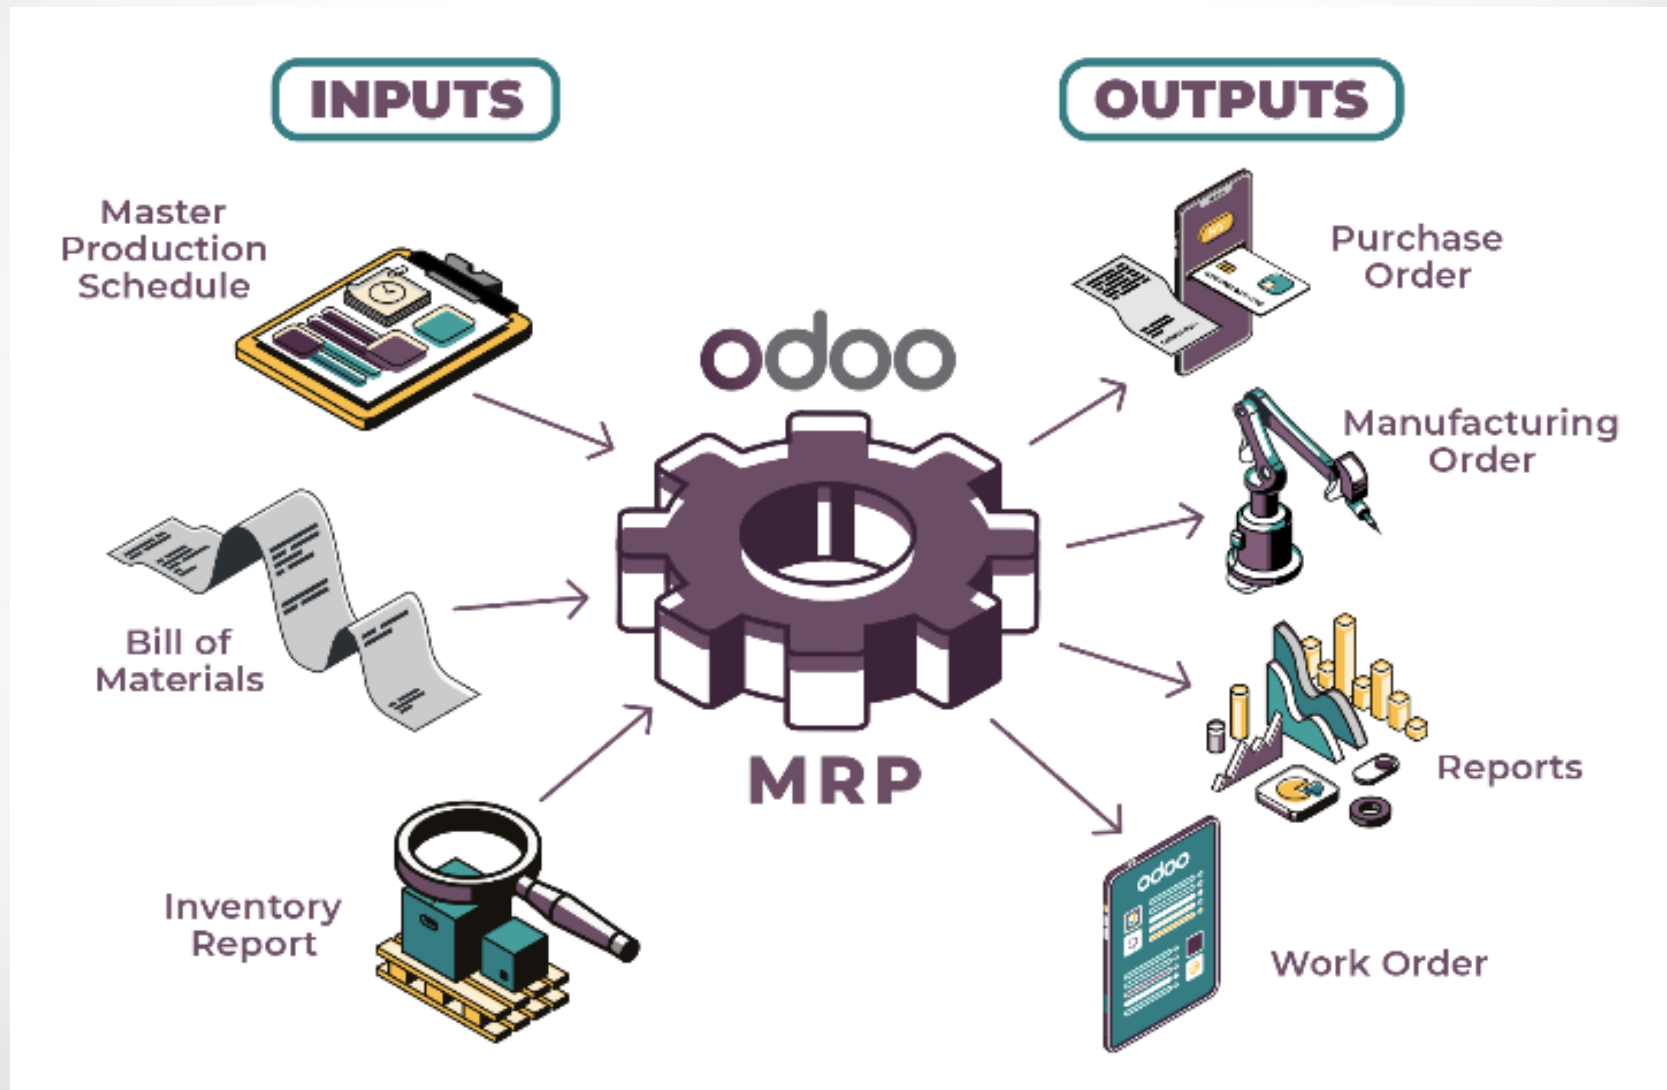 INPUTS
OUTPUTS
Master
Production
Schedule
Purchase
Order
odoo
Manufacturing
Order
Bill of
Materials
MRP
Reports
Inventory
Report
odoo
Work Order